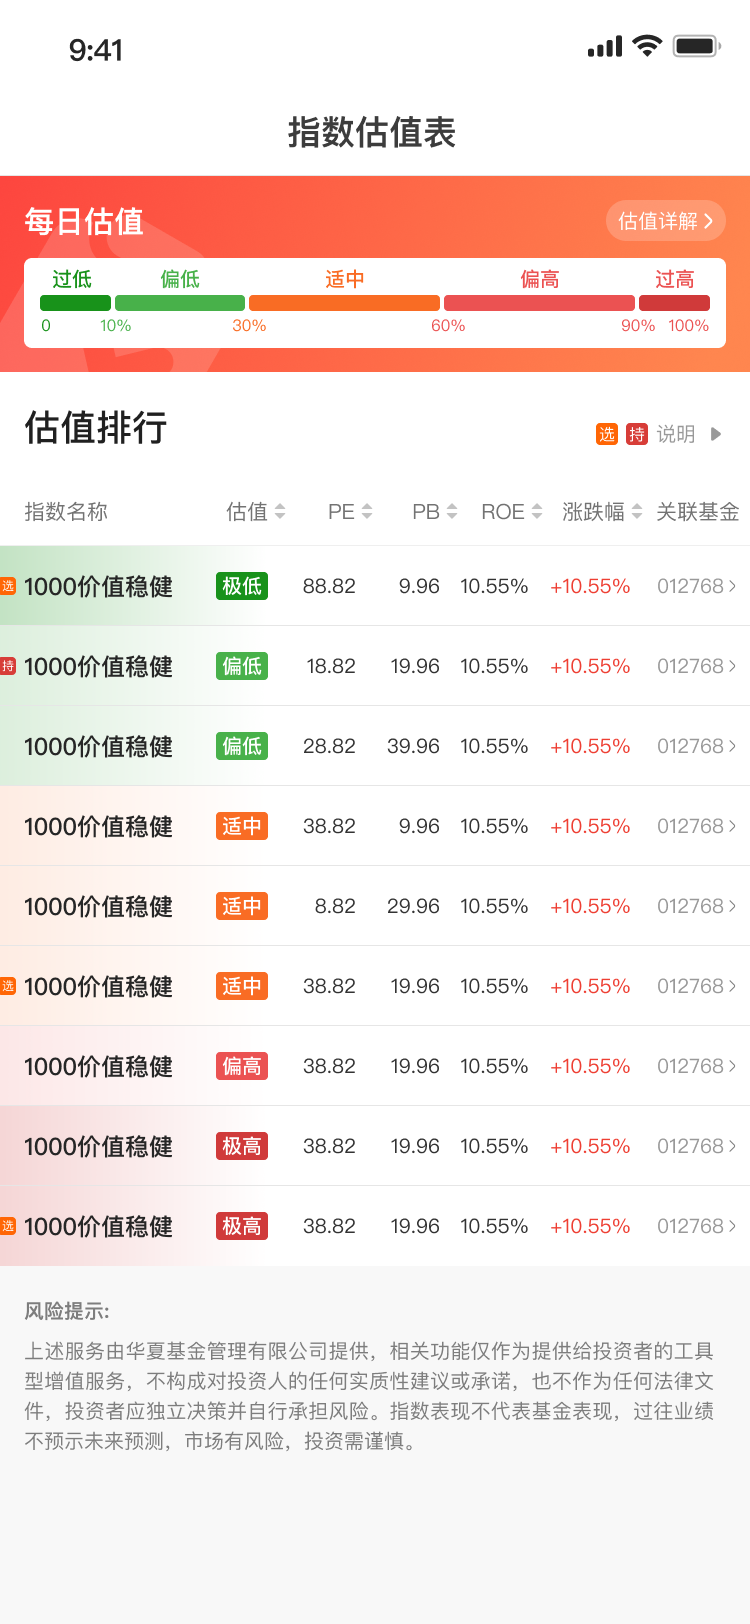 9:41
指数估值表
每日估值 估值详解
过低 偏低 适中 偏高 过高
0 10% 30% 60% 90% 100%
估值排行 选 持 说明
指数名称 估值 PE PB ROE 涨跌幅 关联基金
选 1000价值稳健 极低 88.82 9.96 10.55% +10.55% 012768
持 1000价值稳健 偏低 18.82 19.96 10.55% +10.55% 012768
1000价值稳健 偏低 28.82 39.96 10.55% +10.55% 012768
1000价值稳健 适中 38.82 9.96 10.55% +10.55% 012768
1000价值稳健 适中 8.82 29.96 10.55% +10.55% 012768
选 1000价值稳健 适中 38.82 19.96 10.55% +10.55% 012768
1000价值稳健 偏高 38.82 19.96 10.55% +10.55% 012768
1000价值稳健 极高 38.82 19.96 10.55% +10.55% 012768
选 1000价值稳健 极高 38.82 19.96 10.55% +10.55% 012768
风险提示:
上述服务由华夏基金管理有限公司提供，相关功能仅作为提供给投资者的工具
型增值服务，不构成对投资人的任何实质性建议或承诺，也不作为任何法律文
件，投资者应独立决策并自行承担风险。指数表现不代表基金表现，过往业绩
不预示未来预测，市场有风险，投资需谨慎。